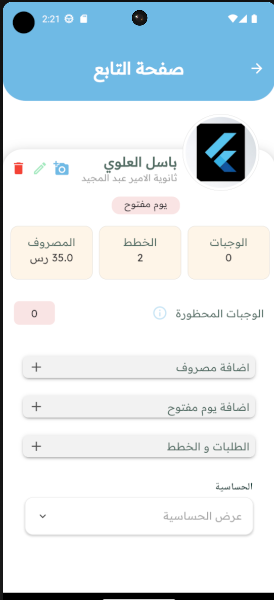 2:21
صفحة التابع
باسل العلوي
ثانوية الامير عبد المجيد
يوم مفتوح
الوجبات
0
الخطط
2
المصروف
35.0 رس
الوجبات المحظورة
0
اضافة مصروف
اضافة يوم مفتوح
الطلبات و الخطط
الحساسية
عرض الحساسية